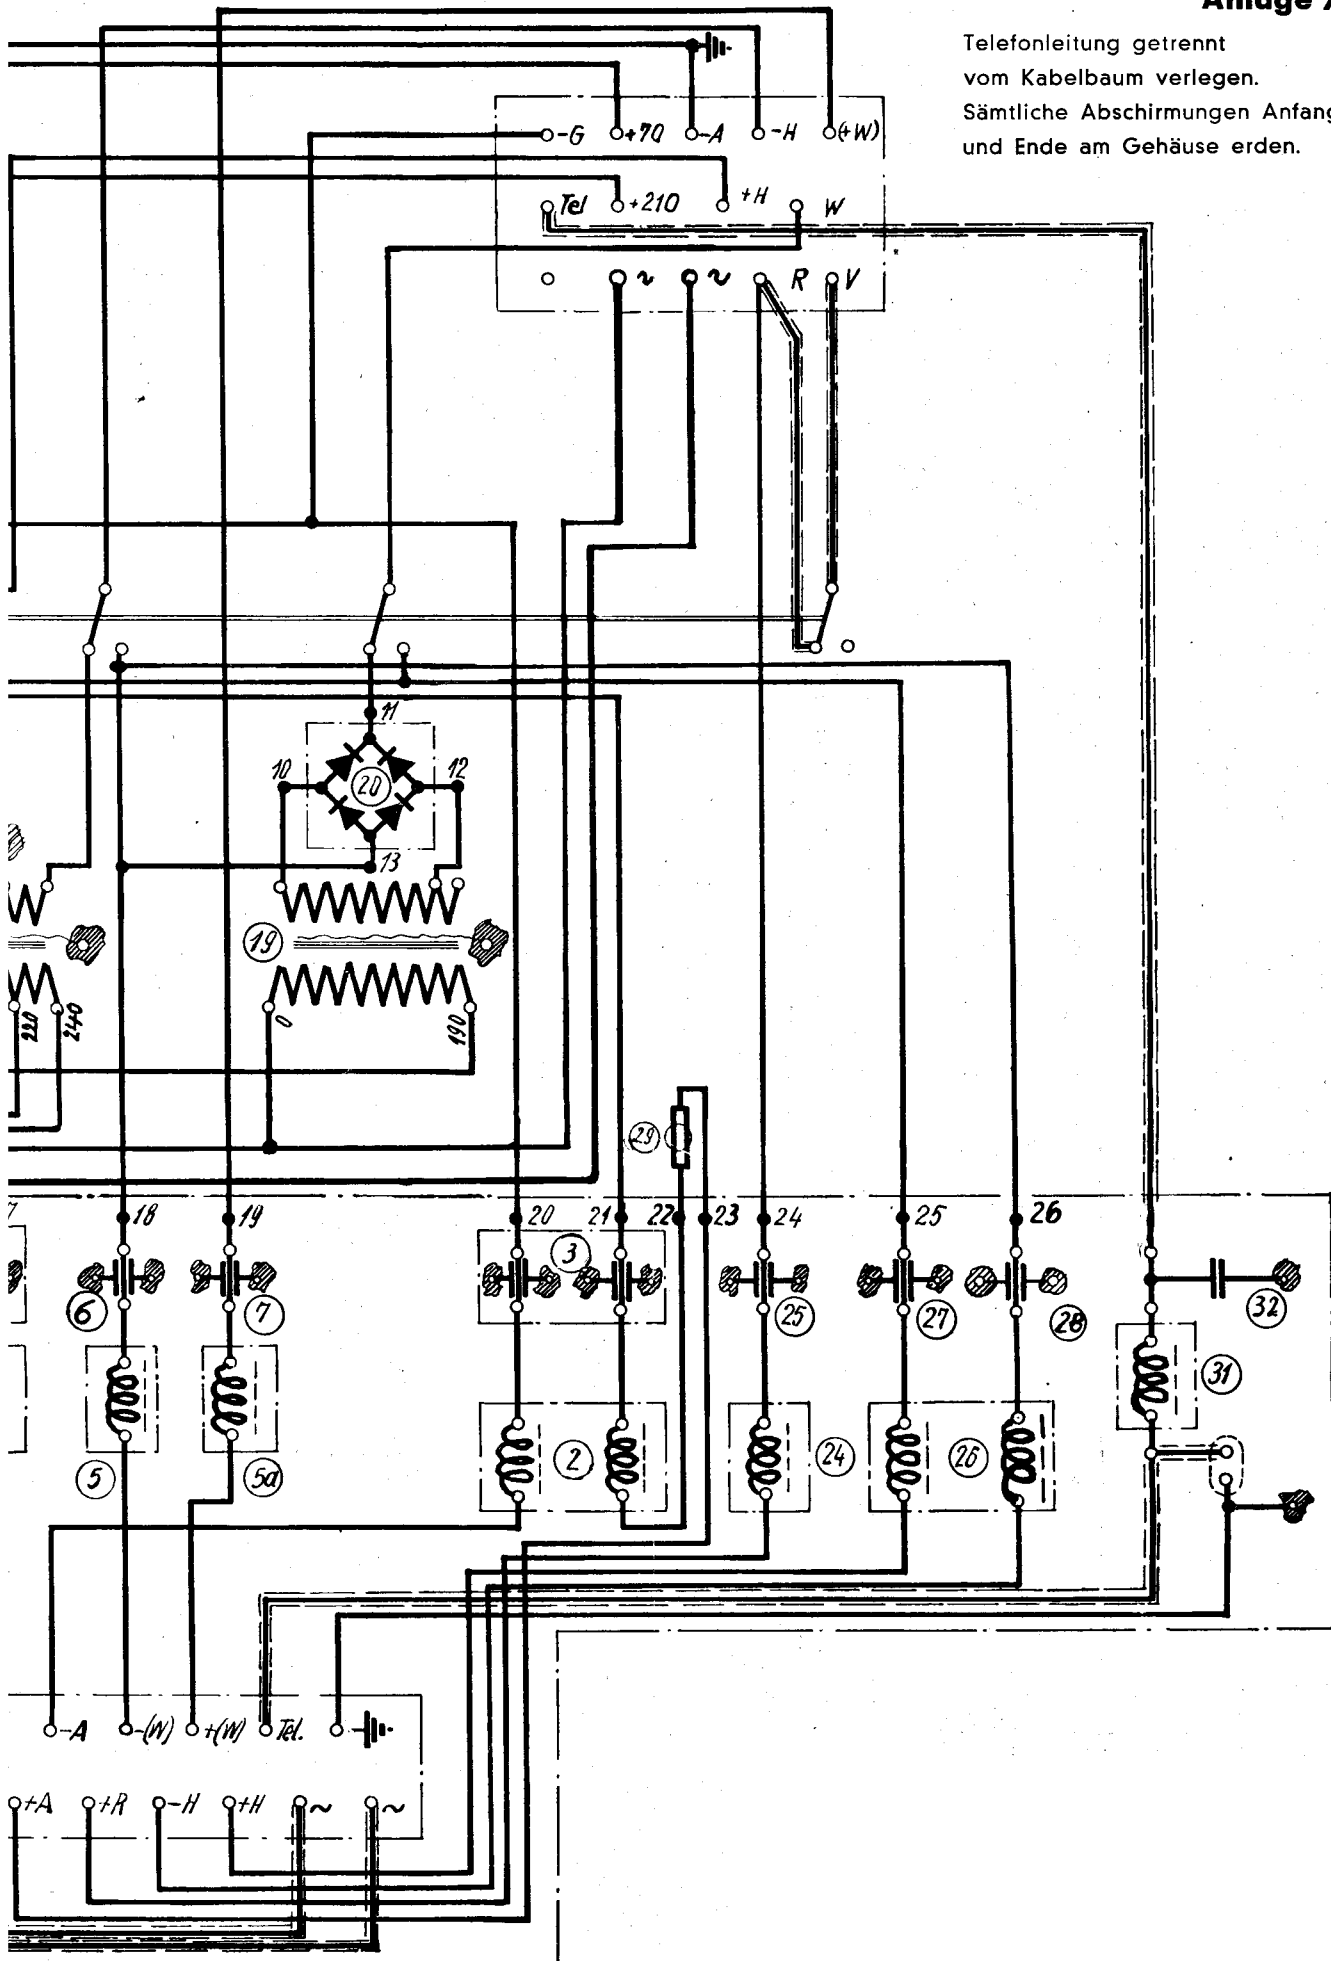 Anlage
Telefonleitung getrennt
vom Kabelbaum verlegen.
Sämtliche Abschirmungen Anfang
und Ende am Gehäuse erden.
-G +70 -A -H (+W)
Tel +210 +H W
~ ~ R V
11
10 20 12
13
19
220 240 0 190
29
18 19 20 21 22 23 24 25 26
3
6 7 25 27 28 32
31
5 5a 2 24 26
-A -(W) +(W) Tel.
+A +R -H +H ~ ~